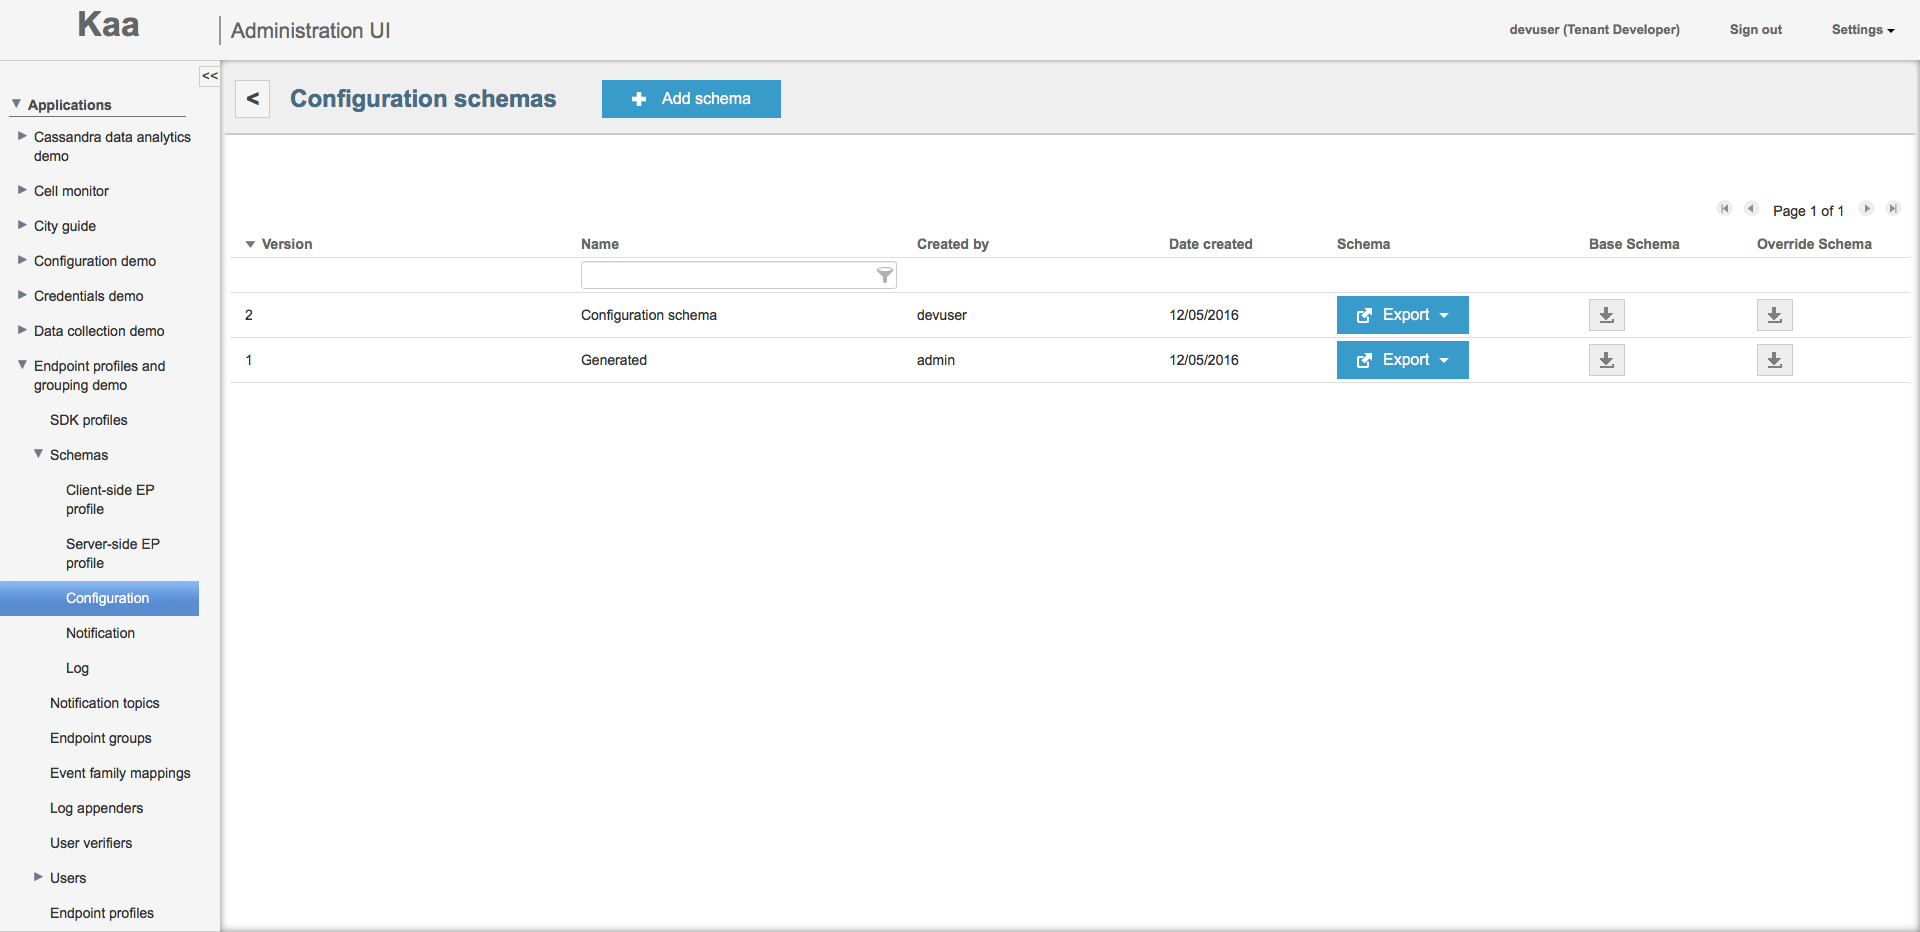 Kaa
Administration UI
devuser (Tenant Developer)
Sign out
Settings
<<
Applications
Cassandra data analytics
demo
Cell monitor
City guide
Configuration demo
Credentials demo
Data collection demo
Endpoint profiles and
grouping demo
SDK profiles
Schemas
Client-side EP
profile
Server-side EP
profile
Configuration
Notification
Log
Notification topics
Endpoint groups
Event family mappings
Log appenders
User verifiers
Users
Endpoint profiles
<
Configuration schemas
Add schema
Page 1 of 1
Version Name Created by Date created Schema Base Schema Override Schema
2 Configuration schema devuser 12/05/2016 Export
1 Generated admin 12/05/2016 Export